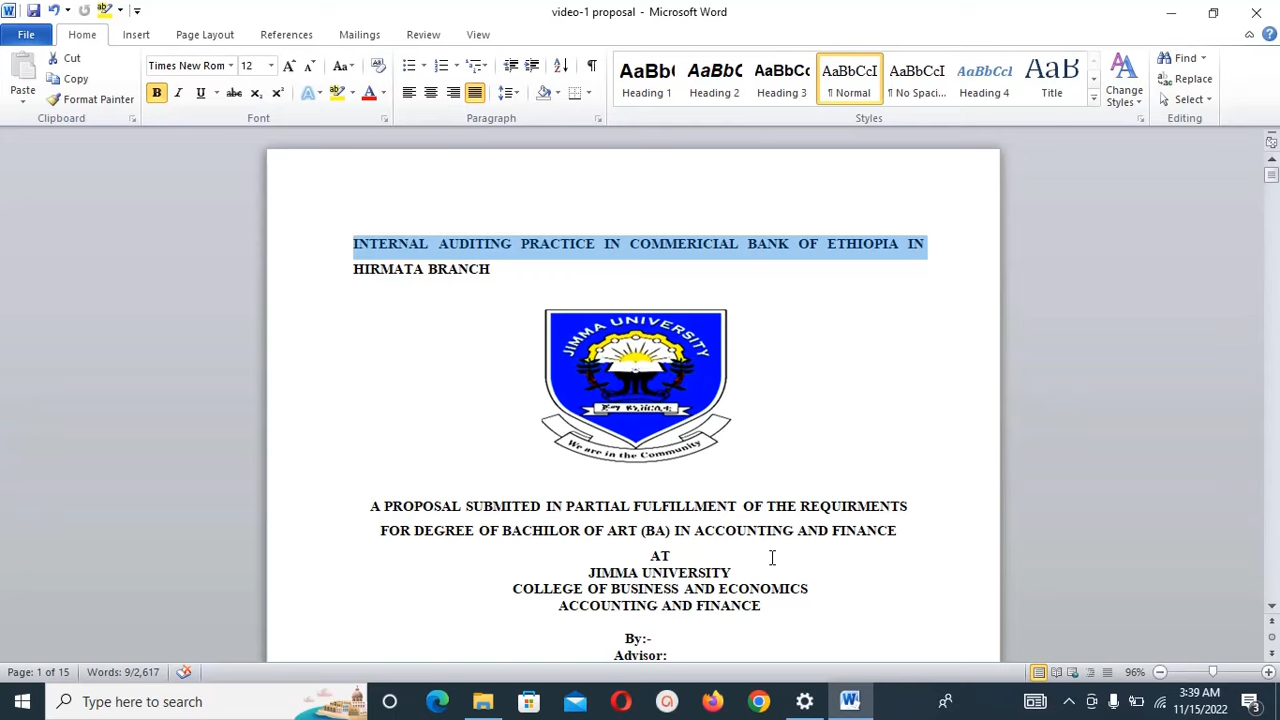 video-1 proposal - Microsoft Word
File
Home
Insert
Page Layout
References
Mailings
Review
View
Cut
Copy
Format Painter
Paste
Clipboard
Times New Rom
12
Font
Paragraph
AaBb(
Heading 1
AaBbCc
Heading 2
AaBbCc
Heading 3
AaBbCcI
¶ Normal
AaBbCcI
¶ No Spaci...
AaBbCcI
Heading 4
AaB
Title
Change
Styles
Styles
Find
Replace
Select
Editing
INTERNAL AUDITING PRACTICE IN COMMERICIAL BANK OF ETHIOPIA IN
HIRMATA BRANCH
JIMMA UNIVERSITY
ጅማ ዩኒቨርሲቲ
We are in the Community
A PROPOSAL SUBMITED IN PARTIAL FULFILLMENT OF THE REQUIRMENTS
FOR DEGREE OF BACHILOR OF ART (BA) IN ACCOUNTING AND FINANCE
AT
JIMMA UNIVERSITY
COLLEGE OF BUSINESS AND ECONOMICS
ACCOUNTING AND FINANCE
By:-
Advisor:
Page: 1 of 15
Words: 9/2,617
96%
Type here to search
3:39 AM
11/15/2022
3